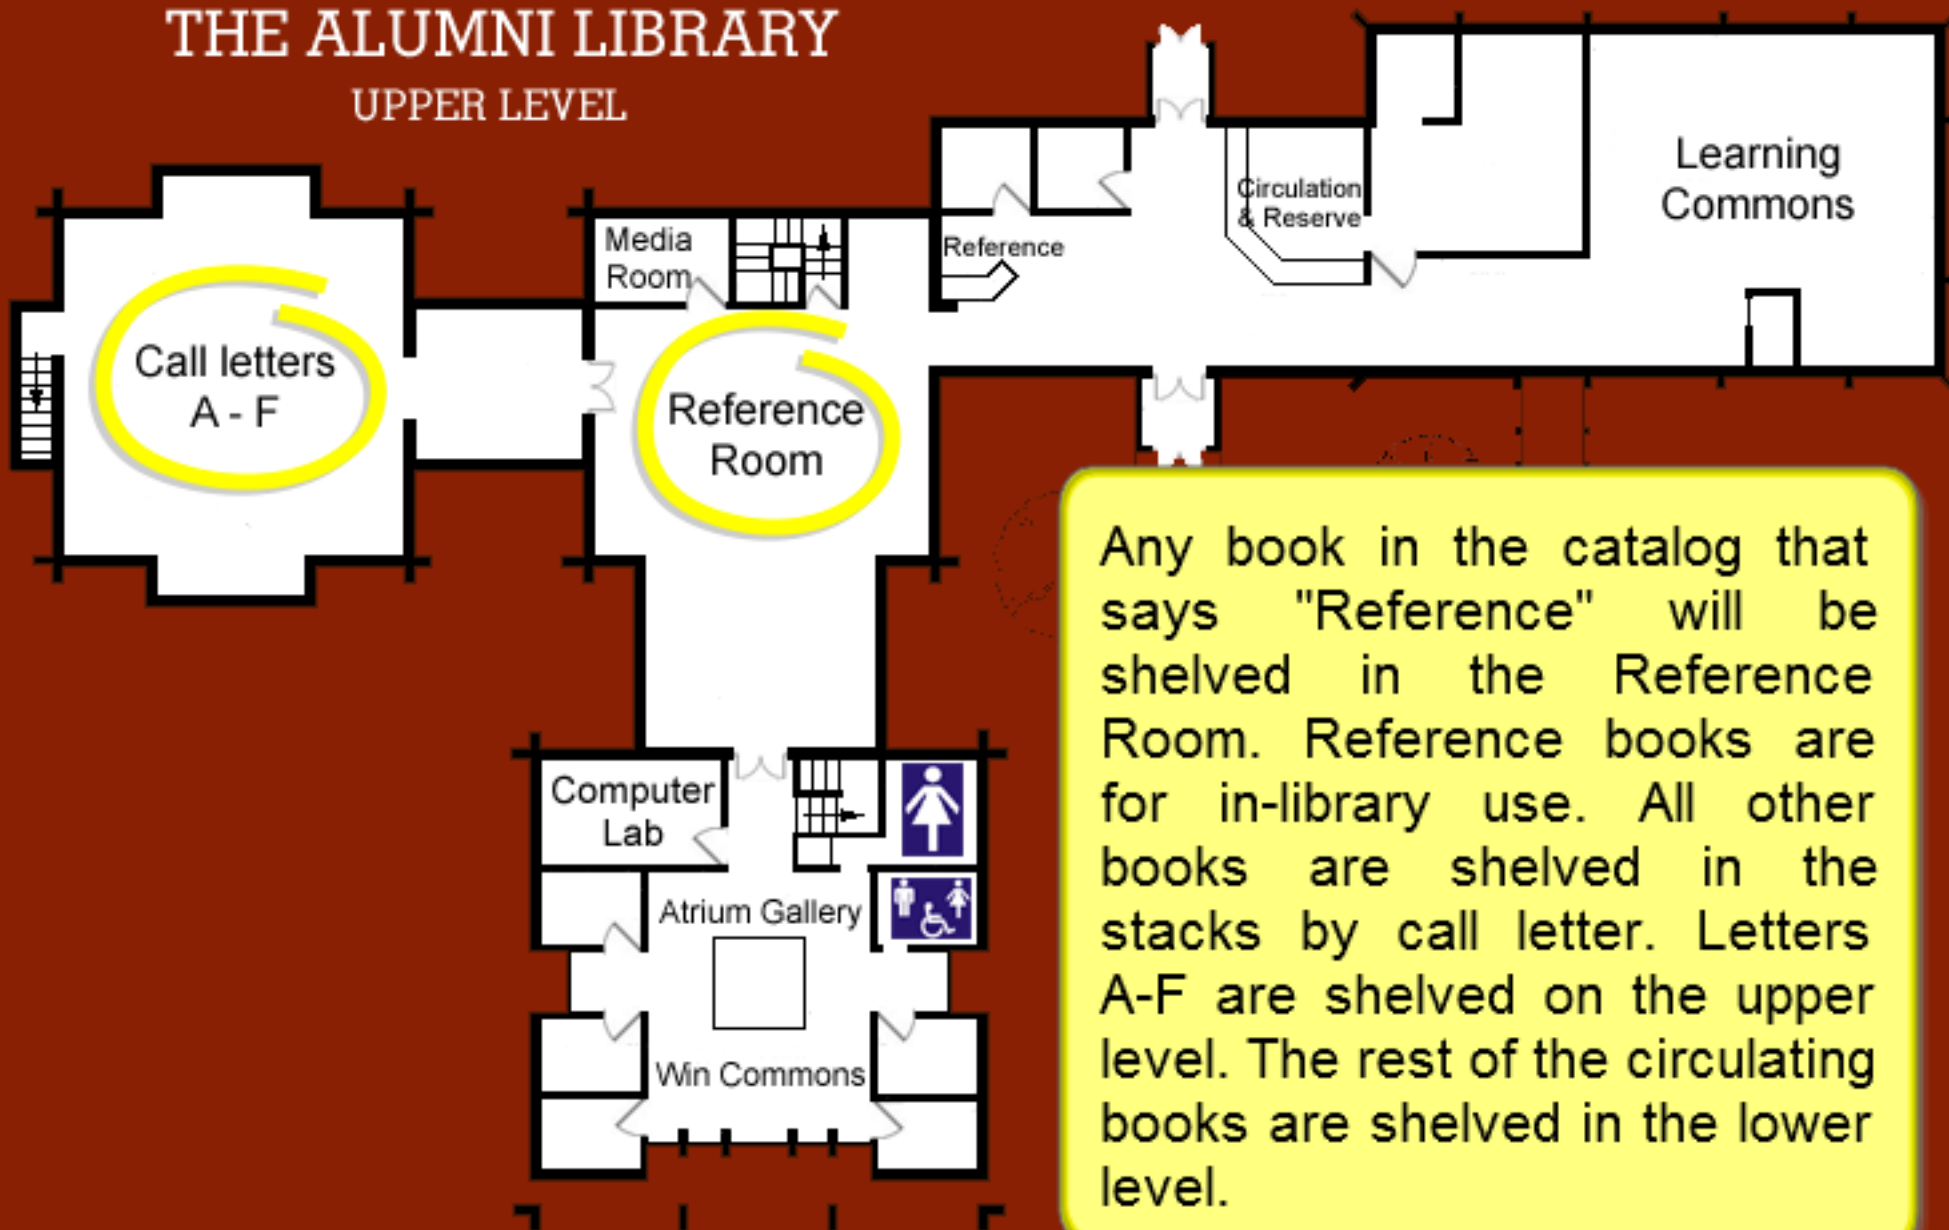 THE ALUMNI LIBRARY
UPPER LEVEL
Learning
Commons
Circulation
& Reserve
Media
Room
Reference
Call letters
A - F
Reference
Room
Computer
Lab
Atrium Gallery
Win Commons
Any book in the catalog that
says "Reference" will be
shelved in the Reference
Room. Reference books are
for in-library use. All other
books are shelved in the
stacks by call letter. Letters
A-F are shelved on the upper
level. The rest of the circulating
books are shelved in the lower
level.